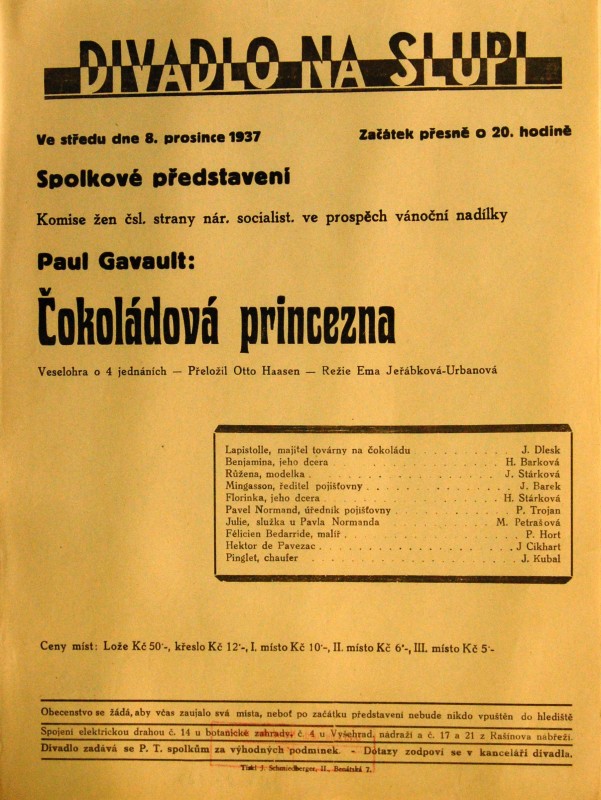 DIVADLO NA SLUPI
Ve středu dne 8. prosince 1937 Začátek přesně o 20. hodině
Spolkové představení
Komise žen čsl. strany nár. socialist. ve prospěch vánoční nadílky
Paul Gavault:
Čokoládová princezna
Veselohra o 4 jednáních — Přeložil Otto Haasen — Režie Ema Jeřábková-Urbanová
Lapistolle, majitel továrny na čokoládu . . . . . . . J. Dlesk
Benjamina, jeho dcera . . . . . . . . . . . H. Barková
Růžena, modelka . . . . . . . . . . . . J. Stárková
Mingasson, ředitel pojišťovny . . . . . . . . . . J. Barek
Florinka, jeho dcera . . . . . . . . . . . H. Stárková
Pavel Normand, úředník pojišťovny . . . . . . . . P. Trojan
Julie, služka u Pavla Normanda . . . . . . . . M. Petrašová
Félicien Bedarride, malíř . . . . . . . . . . . . P. Hort
Hektor de Pavezac . . . . . . . . . . . . J Cikhart
Pinglet, chaufer . . . . . . . . . . . . . J. Kubal
Ceny míst: Lože Kč 50·-, křeslo Kč 12·-, I. místo Kč 10·-, II. místo Kč 6·-, III. místo Kč 5·-
Obecenstvo se žádá, aby včas zaujalo svá místa, neboť po začátku představení nebude nikdo vpuštěn do hlediště
Spojení elektrickou drahou č. 14 u botanické zahrady, č. 4 u Vyšehrad. nádraží a č. 17 a 21 z Rašínova nábřeží.
Divadlo zadává se P. T. spolkům za výhodných podmínek. - Dotazy zodpoví se v kanceláři divadla.
Tiskl J. Schmiedberger, II., Benátská 7.